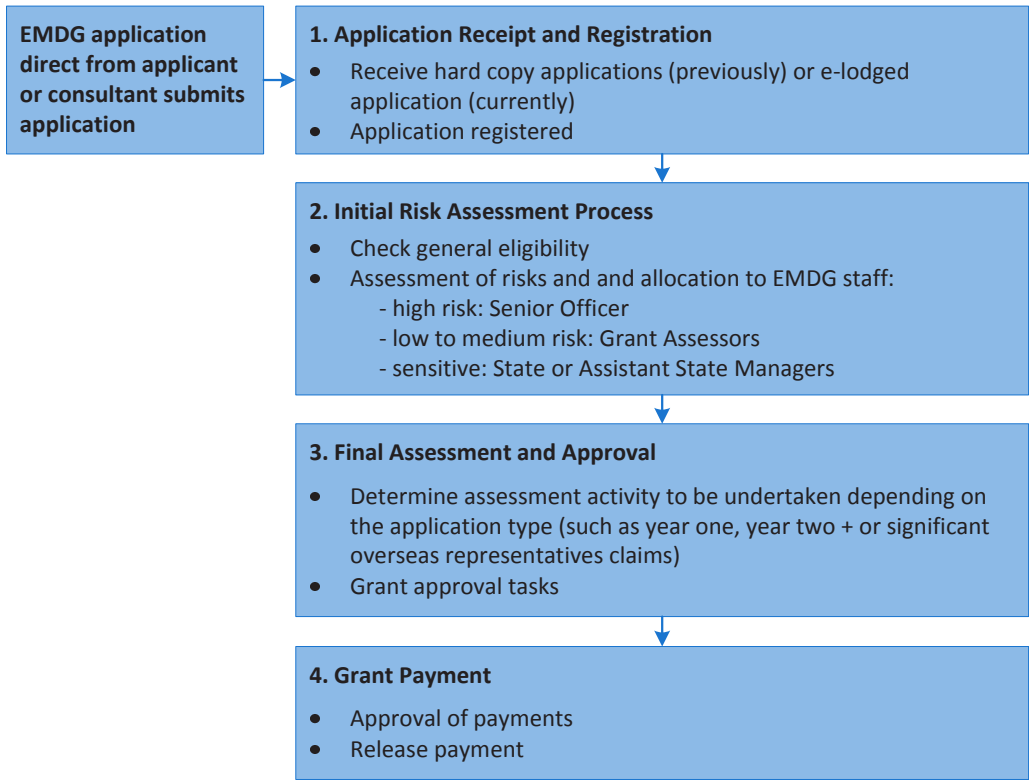 EMDG application
direct from applicant
or consultant submits
application
1. Application Receipt and Registration
• Receive hard copy applications (previously) or e-lodged
application (currently)
• Application registered
2. Initial Risk Assessment Process
• Check general eligibility
• Assessment of risks and and allocation to EMDG staff:
- high risk: Senior Officer
- low to medium risk: Grant Assessors
- sensitive: State or Assistant State Managers
3. Final Assessment and Approval
• Determine assessment activity to be undertaken depending on
the application type (such as year one, year two + or significant
overseas representatives claims)
• Grant approval tasks
4. Grant Payment
• Approval of payments
• Release payment